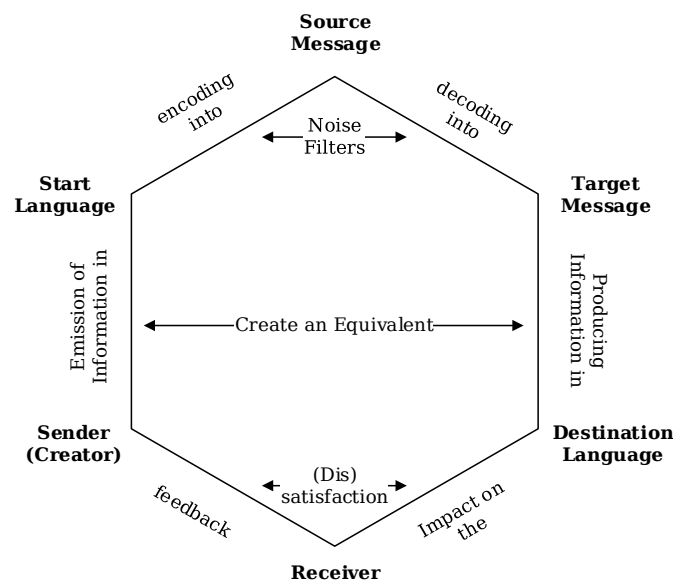 Source
Message
encoding
into
decoding
into
Noise
Filters
Start
Language
Target
Message
Emission of
Information in
Producing
Information in
Create an Equivalent
Sender
(Creator)
Destination
Language
(Dis)
satisfaction
feedback
Impact on
the
Receiver